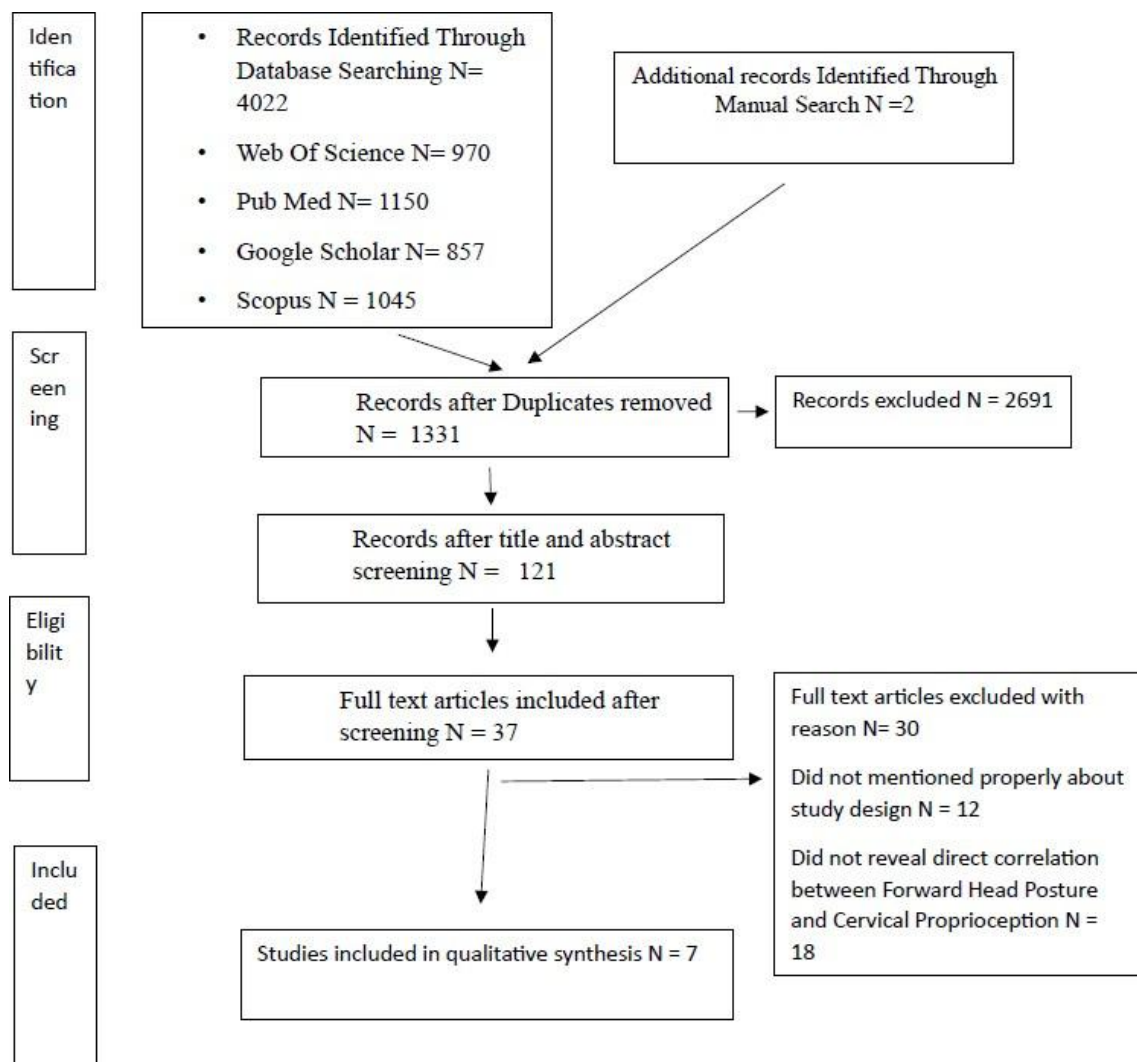 Iden
tifica
tion
• Records Identified Through
Database Searching N=
4022
• Web Of Science N= 970
• Pub Med N= 1150
• Google Scholar N= 857
• Scopus N = 1045
Additional records Identified Through
Manual Search N =2
Scr
een
ing
Records after Duplicates removed
N = 1331
Records excluded N = 2691
Records after title and abstract
screening N = 121
Eligi
bilit
y
Full text articles included after
screening N = 37
Full text articles excluded with
reason N= 30
Did not mentioned properly about
study design N = 12
Did not reveal direct correlation
between Forward Head Posture
and Cervical Proprioception N =
18
Inclu
ded
Studies included in qualitative synthesis N = 7